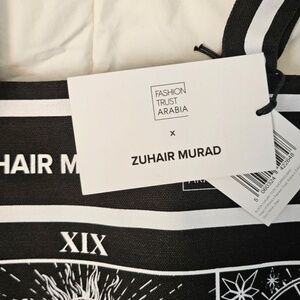 FASHION
TRUST
ARABIA
x
ZUHAIR MURAD
HAIR M
XIX